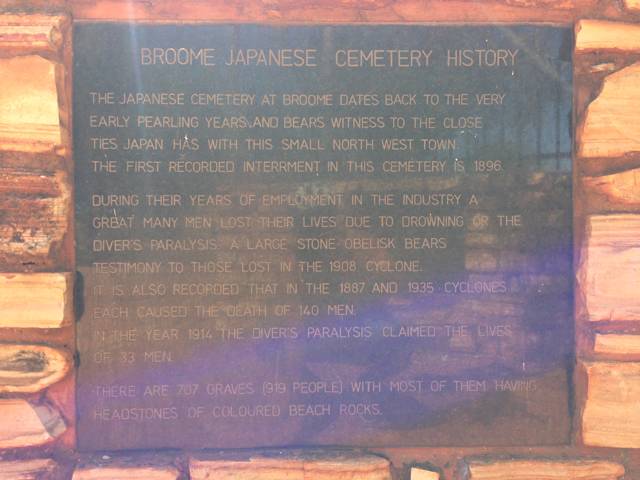 BROOME JAPANESE CEMETERY HISTORY
THE JAPANESE CEMETERY AT BROOME DATES BACK TO THE VERY
EARLY PEARLING YEARS AND BEARS WITNESS TO THE CLOSE
TIES JAPAN HAS WITH THIS SMALL NORTH WEST TOWN.
THE FIRST RECORDED INTERRMENT IN THIS CEMETERY IS 1896.
DURING THEIR YEARS OF EMPLOYMENT IN THE INDUSTRY A
GREAT MANY MEN LOST THEIR LIVES DUE TO DROWNING OR THE
DIVER'S PARALYSIS. A LARGE STONE OBELISK BEARS
TESTIMONY TO THOSE LOST IN THE 1908 CYCLONE.
IT IS ALSO RECORDED THAT IN THE 1887 AND 1935 CYCLONES
EACH CAUSED THE DEATH OF 140 MEN.
IN THE YEAR 1914 THE DIVER'S PARALYSIS CLAIMED THE LIVES
OF 33 MEN.
THERE ARE 707 GRAVES (919 PEOPLE) WITH MOST OF THEM HAVING
HEADSTONES OF COLOURED BEACH ROCKS.